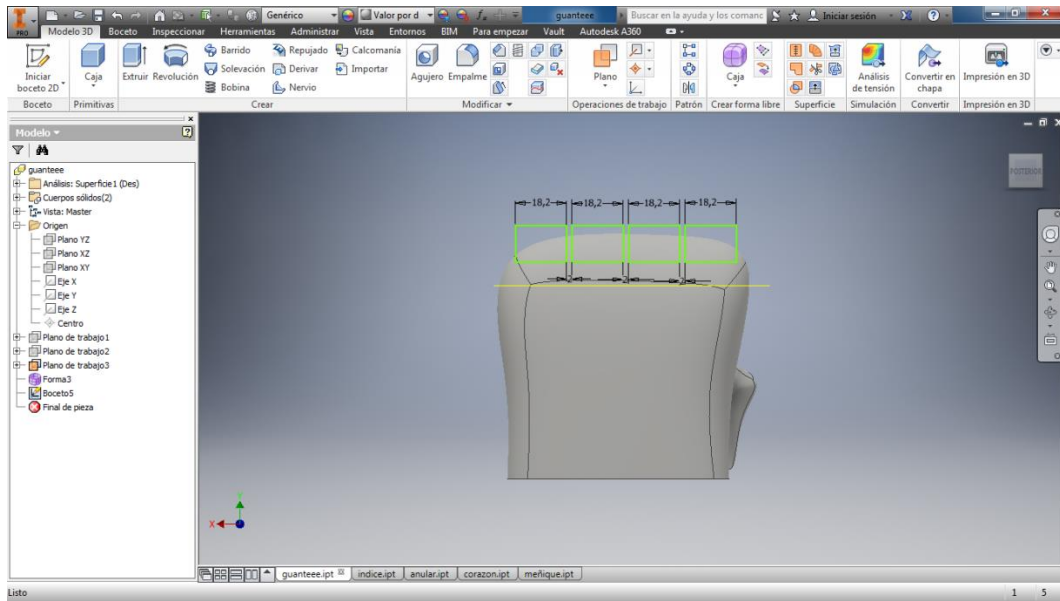 Genérico
Valor por d
guanteee
Buscar en la ayuda y los comanc
Iniciar sesión
PRO
Modelo 3D Boceto Inspeccionar Herramientas Administrar Vista Entornos BIM Para empezar Vault Autodesk A360
Iniciar boceto 2D
Caja
Extruir Revolución
Barrido
Solevación
Bobina
Repujado
Derivar
Nervio
Calcomanía
Importar
Agujero Empalme
Plano
Caja
Análisis de tensión
Convertir en chapa
Impresión en 3D
Boceto Primitivas Crear Modificar Operaciones de trabajo Patrón Crear forma libre Superficie Simulación Convertir Impresión en 3D
Modelo
guanteee
Análisis: Superficie1 (Des)
Cuerpos sólidos(2)
Vista: Master
Origen
Plano YZ
Plano XZ
Plano XY
Eje X
Eje Y
Eje Z
Centro
Plano de trabajo1
Plano de trabajo2
Plano de trabajo3
Forma3
Boceto5
Final de pieza
POSTERIOR
18,2 18,2 18,2 18,2
2 2 2
Y
X
guanteee.ipt indice.ipt anular.ipt corazon.ipt meñique.ipt
Listo
1 5